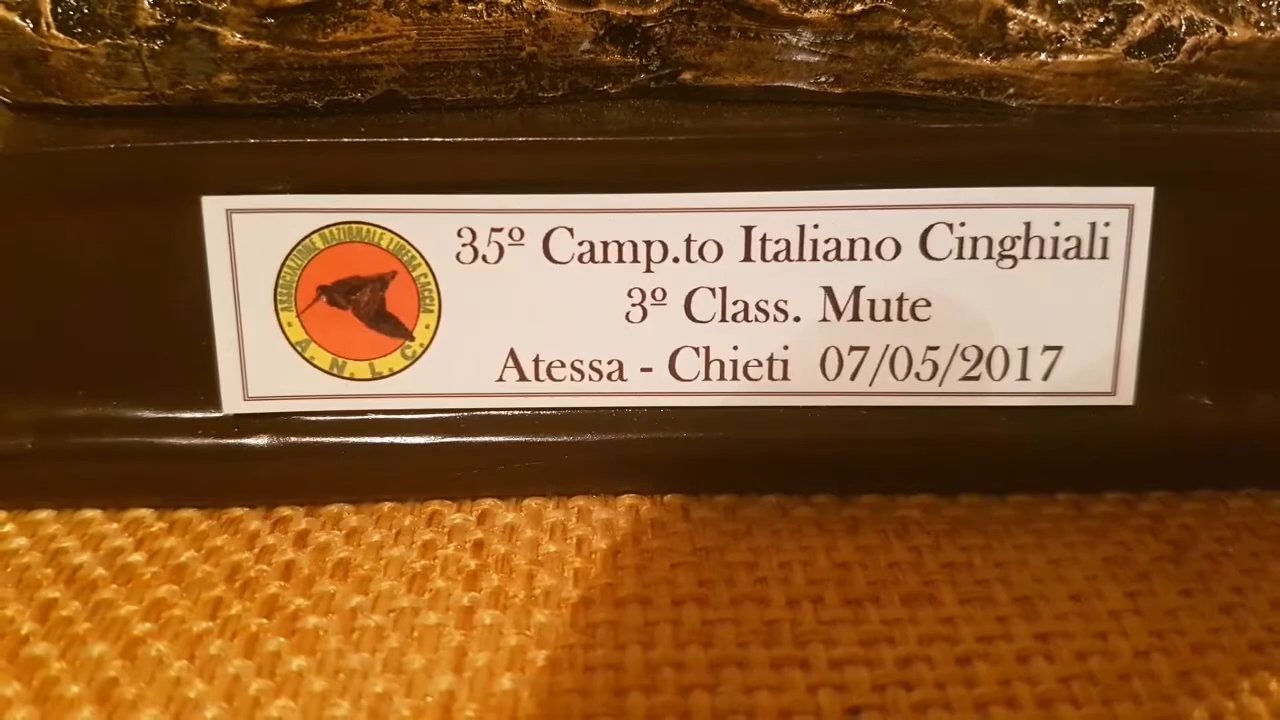 ASSOCIAZIONE NAZIONALE LIBERA CACCIA
A. N. L. C.
35º Camp.to Italiano Cinghiali
3º Class. Mute
Atessa - Chieti 07/05/2017